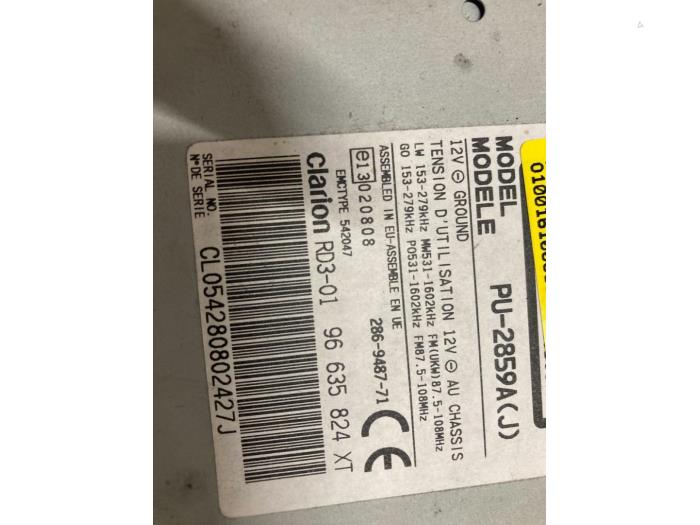 MODEL
MODELE PU-2859A(J)
12V ⊖ GROUND
TENSION D'UTILISATION 12V ⊖ AU CHASSIS
LW 153-279kHz MW531-1602kHz FM(UKW)87.5-108MHz
GO 153-279kHz PO531-1602kHz FM87.5-108MHz
ASSEMBLED IN EU-ASSEMBLE EN UE
286-9487-71
e13 020808
CE
EMCTYPE 542047
Clarion RD3-01 96 635 824 XT
SERIAL NO.
N° DE SERIE
CL054280802427J